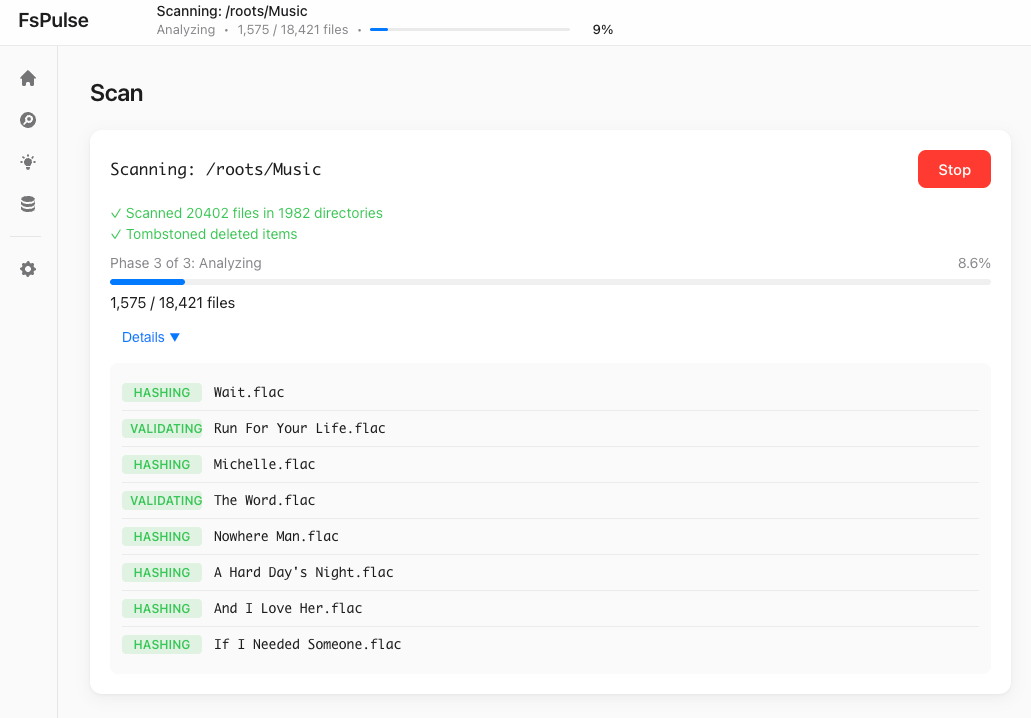 FsPulse
Scanning: /roots/Music
Analyzing • 1,575 / 18,421 files • 9%
Scan
Scanning: /roots/Music
Stop
✓ Scanned 20402 files in 1982 directories
✓ Tombstoned deleted items
Phase 3 of 3: Analyzing 8.6%
1,575 / 18,421 files
Details ▼
HASHING Wait.flac
VALIDATING Run For Your Life.flac
HASHING Michelle.flac
VALIDATING The Word.flac
HASHING Nowhere Man.flac
HASHING A Hard Day's Night.flac
HASHING And I Love Her.flac
HASHING If I Needed Someone.flac